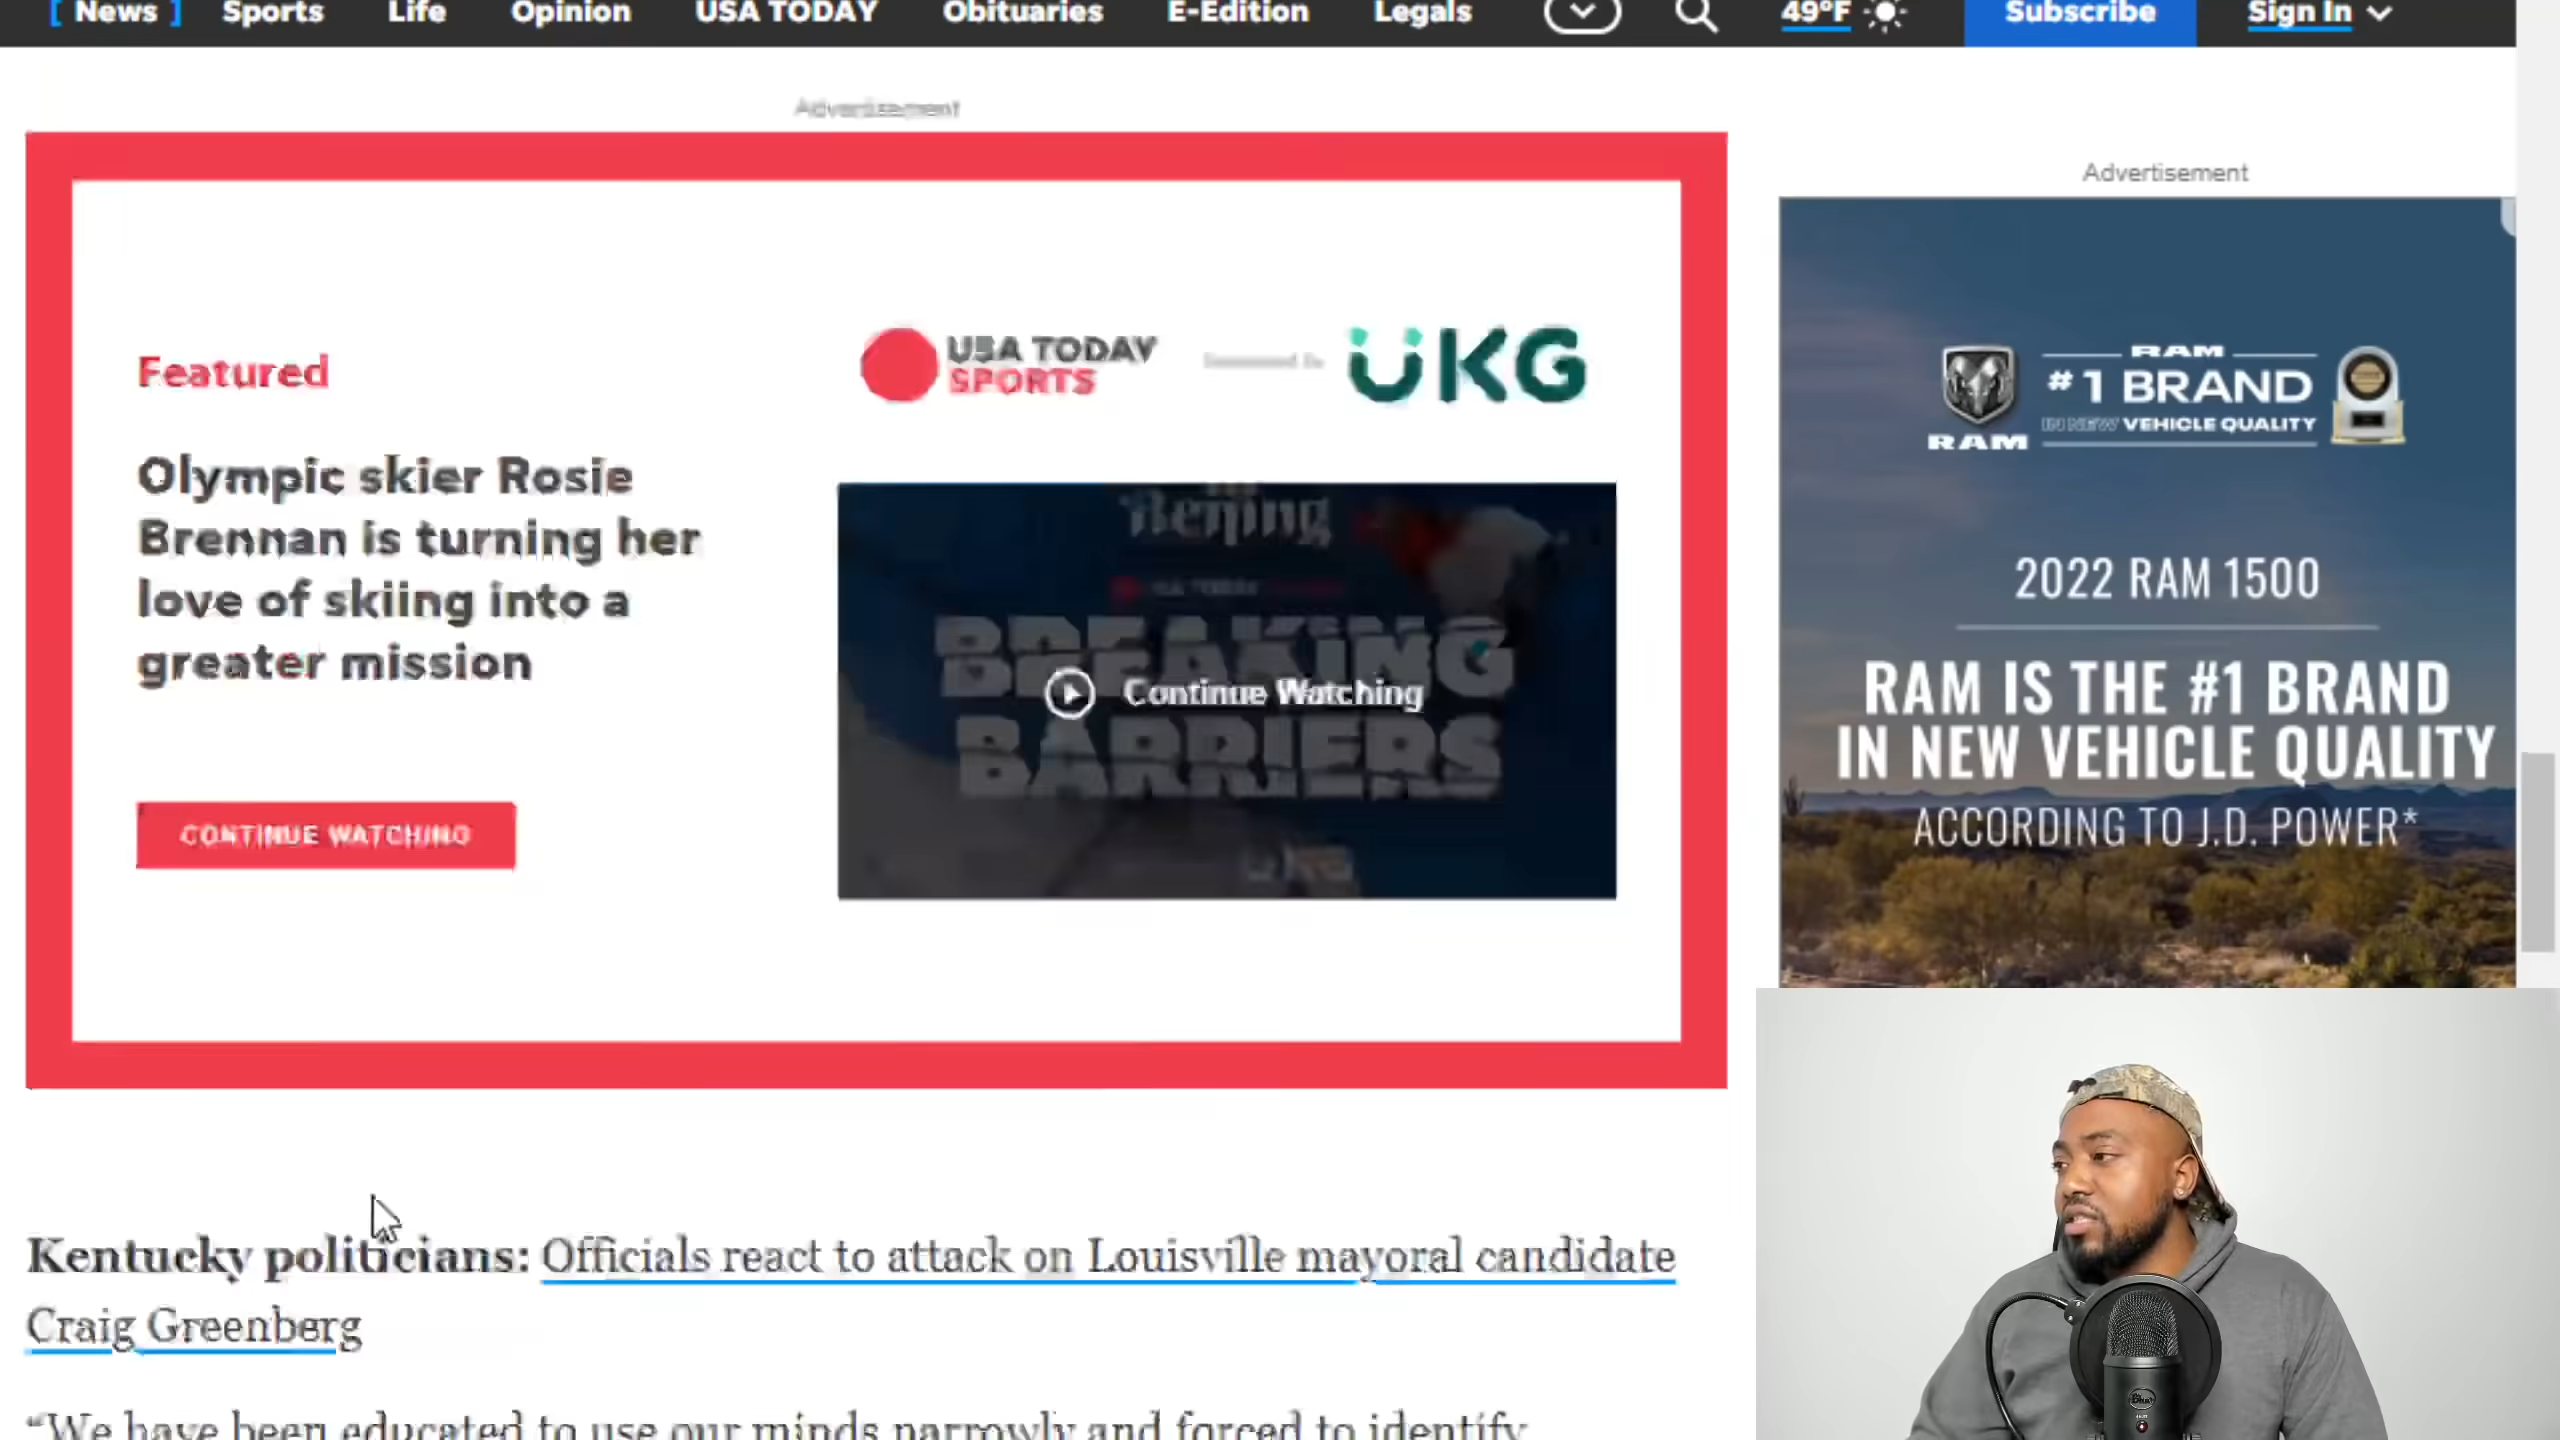 [ News ] Sports Life Opinion USA TODAY Obituaries E-Edition Legals 49°F Subscribe Sign In
Advertisement
Featured
Olympic skier Rosie
Brennan is turning her
love of skiing into a
greater mission
CONTINUE WATCHING
USA TODAY
SPORTS
UKG
Beijing
BREAKING
Continue Watching
BARRIERS
UKG
Advertisement
RAM
RAM
#1 BRAND
IN NEW VEHICLE QUALITY
2022 RAM 1500
RAM IS THE #1 BRAND
IN NEW VEHICLE QUALITY
ACCORDING TO J.D. POWER*
Kentucky politicians: Officials react to attack on Louisville mayoral candidate
Craig Greenberg
“We have been educated to use our minds narrowly and forced to identify